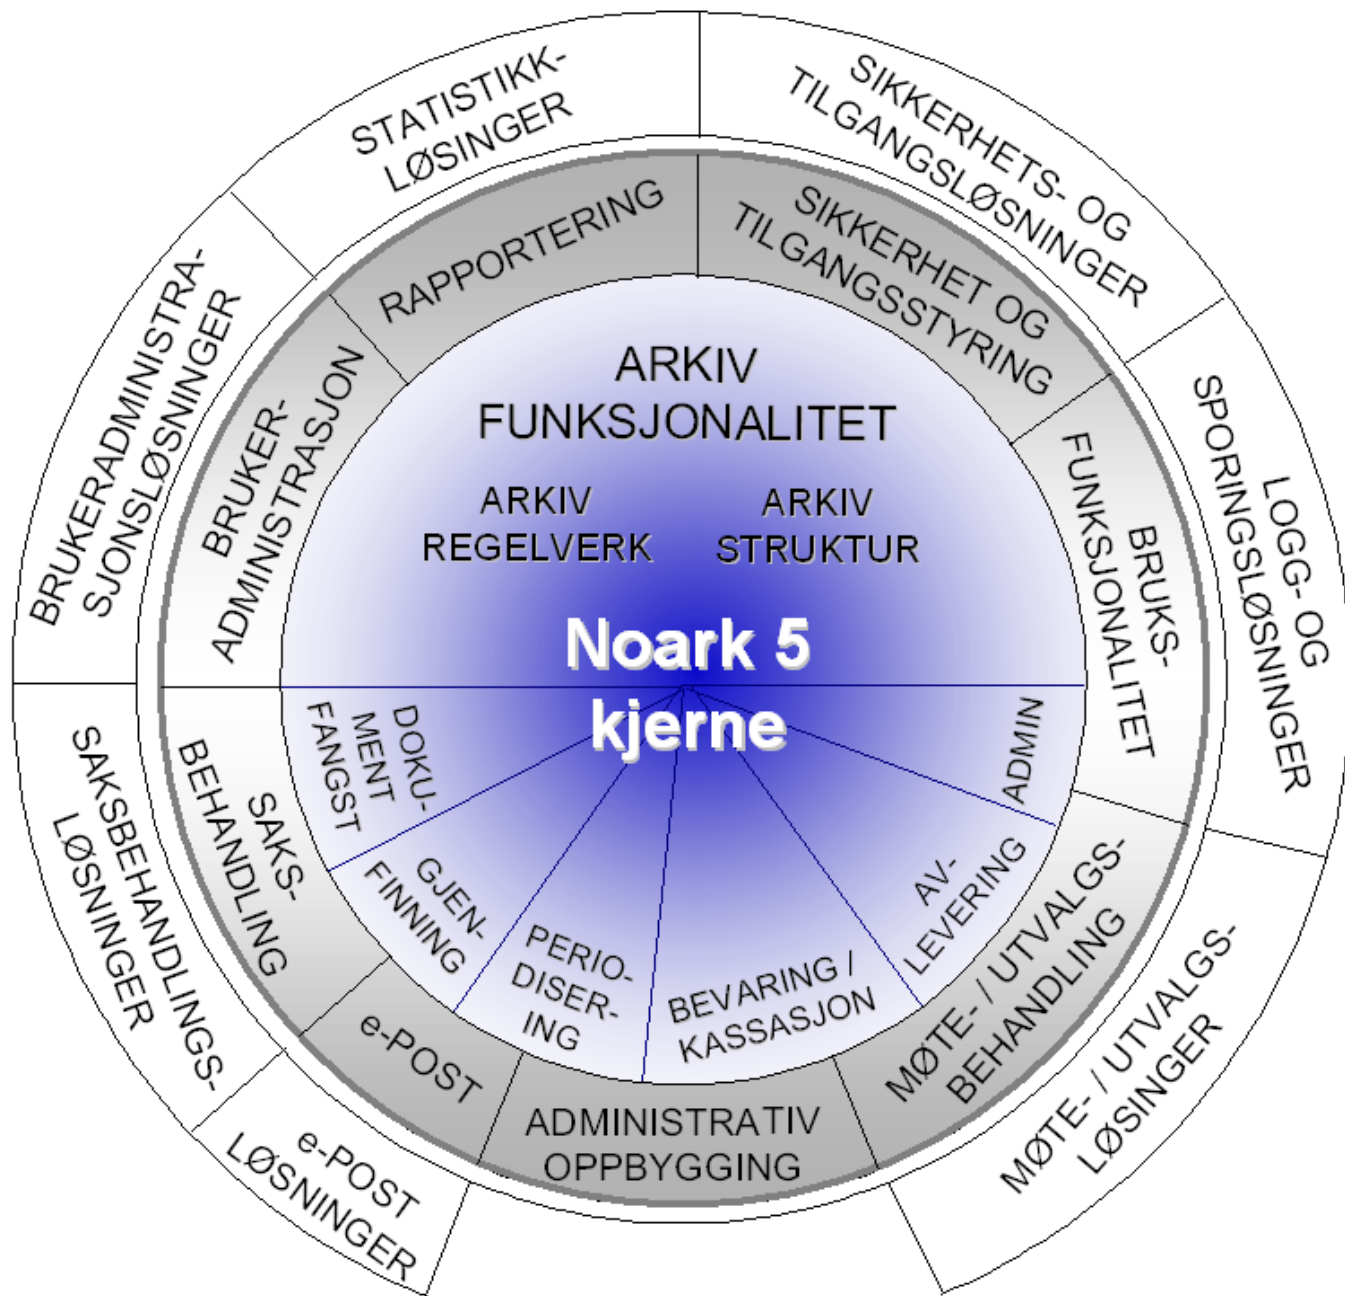 STATISTIKK-
LØSINGER
SIKKERHETS- OG
TILGANGSLØSNINGER
LOGG- OG
SPORINGSLØSNINGER
MØTE- / UTVALGS-
LØSINGER
e-POST
LØSNINGER
SAKSBEHANDLINGS-
LØSNINGER
BRUKERADMINISTRA-
SJONSLØSNINGER
RAPPORTERING
SIKKERHET OG
TILGANGSSTYRING
BRUKS-
FUNKSJONALITET
MØTE- / UTVALGS-
BEHANDLING
ADMINISTRATIV
OPPBYGGING
e-POST
SAKS-
BEHANDLING
BRUKER-
ADMINISTRASJON
ARKIV
FUNKSJONALITET
ARKIV
REGELVERK
ARKIV
STRUKTUR
Noark 5
kjerne
DOKU-
MENT
FANGST
GJEN-
FINNING
PERIO-
DISER-
ING
BEVARING /
KASSASJON
AV-
LEVERING
ADMIN